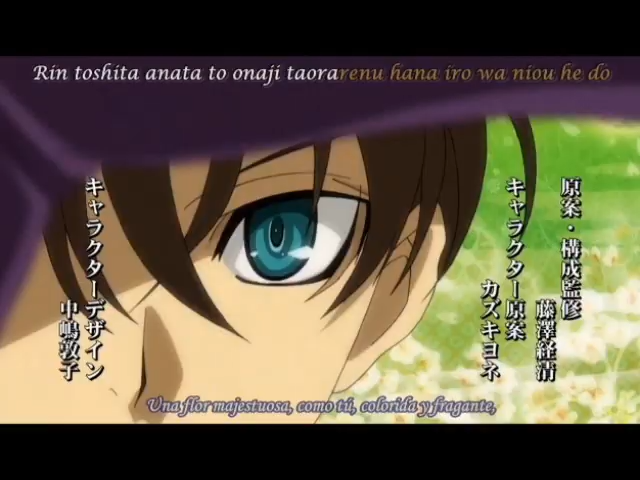 Rin toshita anata to onaji taorarenu hana iro wa niou he do
原案・構成監修
藤澤経清
キャラクター原案
カズキヨネ
キャラクターデザイン
中嶋敦子
Una flor majestuosa, como tú, colorida y fragante,